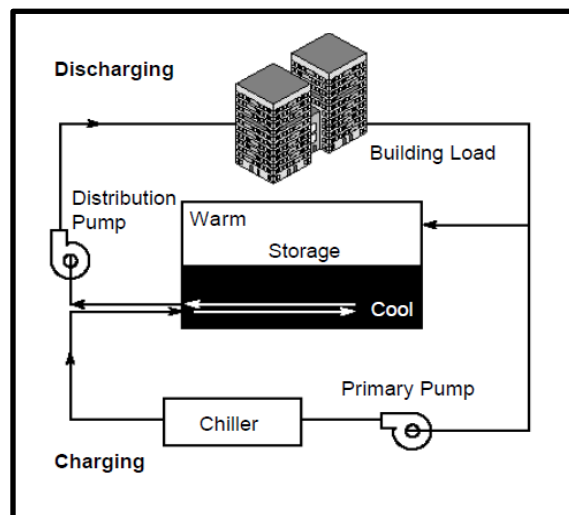 Discharging
Building Load
Distribution
Pump
Warm
Storage
Cool
Primary Pump
Chiller
Charging